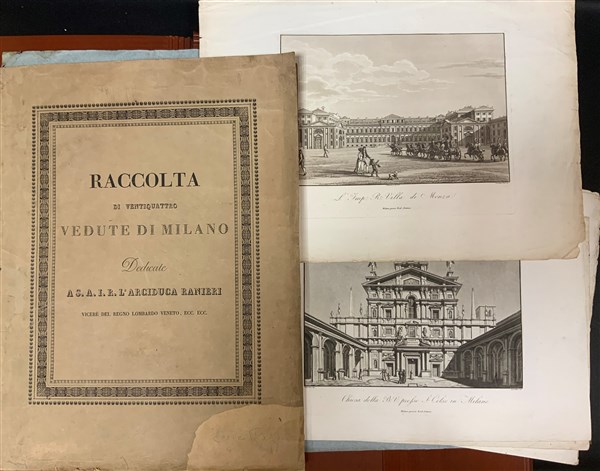 RACCOLTA
DI VENTIQUATTRO
VEDUTE DI MILANO
Dedicate
A S. A. I. R. L'ARCIDUCA RANIERI
VICERE DEL REGNO LOMBARDO VENETO, ECC. ECC.
L' Imp: R. Villa di Monza
Chiesa della B. V. presso S. Celso in Milano